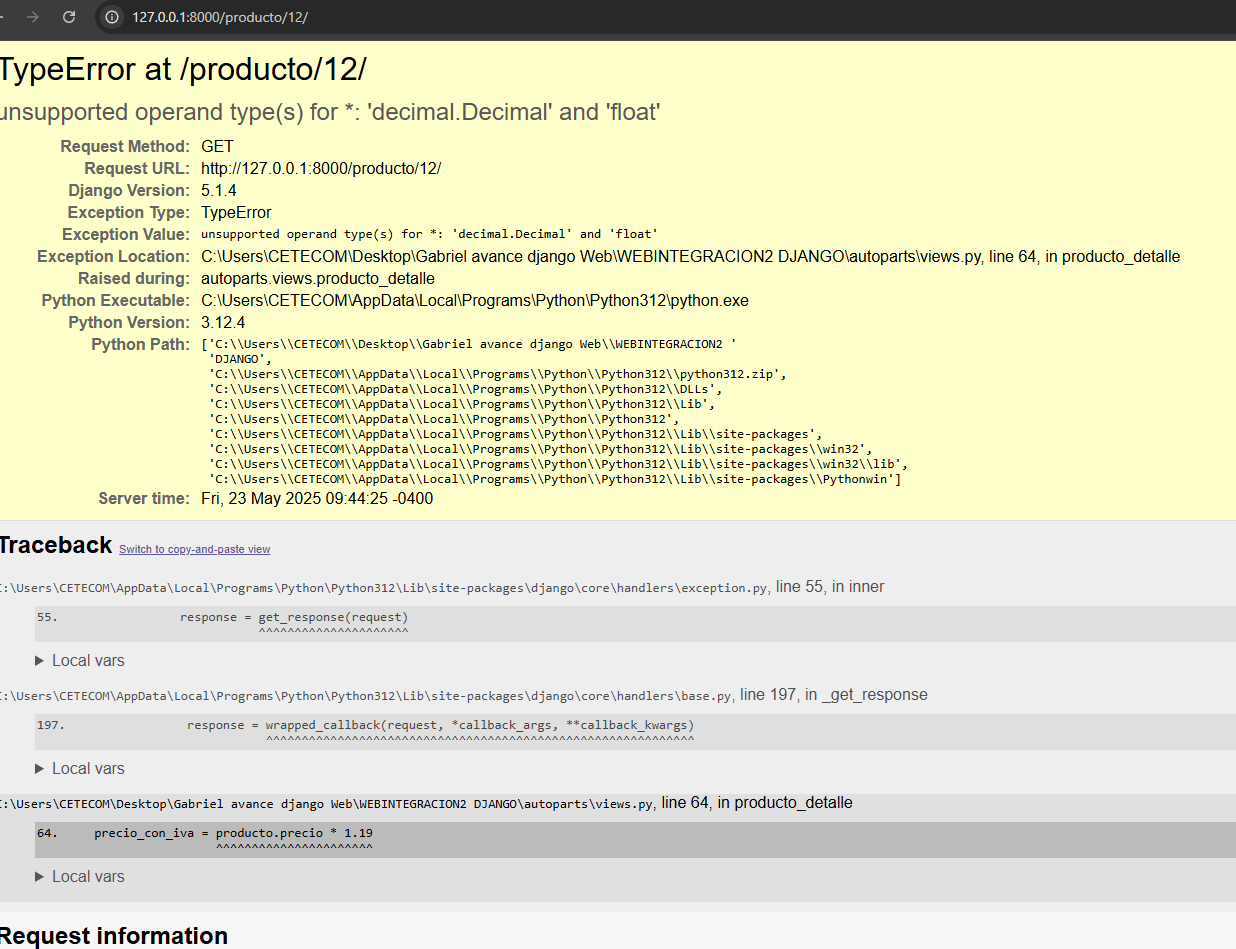 127.0.0.1:8000/producto/12/
TypeError at /producto/12/
unsupported operand type(s) for *: 'decimal.Decimal' and 'float'
Request Method: GET
Request URL: http://127.0.0.1:8000/producto/12/
Django Version: 5.1.4
Exception Type: TypeError
Exception Value: unsupported operand type(s) for *: 'decimal.Decimal' and 'float'
Exception Location: C:\Users\CETECOM\Desktop\Gabriel avance django Web\WEBINTEGRACION2 DJANGO\autoparts\views.py, line 64, in producto_detalle
Raised during: autoparts.views.producto_detalle
Python Executable: C:\Users\CETECOM\AppData\Local\Programs\Python\Python312\python.exe
Python Version: 3.12.4
Python Path: ['C:\\Users\\CETECOM\\Desktop\\Gabriel avance django Web\\WEBINTEGRACION2 '
'DJANGO',
'C:\\Users\\CETECOM\\AppData\\Local\\Programs\\Python\\Python312\\python312.zip',
'C:\\Users\\CETECOM\\AppData\\Local\\Programs\\Python\\Python312\\DLLs',
'C:\\Users\\CETECOM\\AppData\\Local\\Programs\\Python\\Python312\\Lib',
'C:\\Users\\CETECOM\\AppData\\Local\\Programs\\Python\\Python312',
'C:\\Users\\CETECOM\\AppData\\Local\\Programs\\Python\\Python312\\Lib\\site-packages',
'C:\\Users\\CETECOM\\AppData\\Local\\Programs\\Python\\Python312\\Lib\\site-packages\\win32',
'C:\\Users\\CETECOM\\AppData\\Local\\Programs\\Python\\Python312\\Lib\\site-packages\\win32\\lib',
'C:\\Users\\CETECOM\\AppData\\Local\\Programs\\Python\\Python312\\Lib\\site-packages\\Pythonwin']
Server time: Fri, 23 May 2025 09:44:25 -0400
Traceback Switch to copy-and-paste view
C:\Users\CETECOM\AppData\Local\Programs\Python\Python312\Lib\site-packages\django\core\handlers\exception.py, line 55, in inner
55. response = get_response(request)
^^^^^^^^^^^^^^^^^^^^^
▶ Local vars
C:\Users\CETECOM\AppData\Local\Programs\Python\Python312\Lib\site-packages\django\core\handlers\base.py, line 197, in _get_response
197. response = wrapped_callback(request, *callback_args, **callback_kwargs)
^^^^^^^^^^^^^^^^^^^^^^^^^^^^^^^^^^^^^^^^^^^^^^^^^^^^^^^^^^^^
▶ Local vars
C:\Users\CETECOM\Desktop\Gabriel avance django Web\WEBINTEGRACION2 DJANGO\autoparts\views.py, line 64, in producto_detalle
64. precio_con_iva = producto.precio * 1.19
^^^^^^^^^^^^^^^^^^^^^^
▶ Local vars
Request information